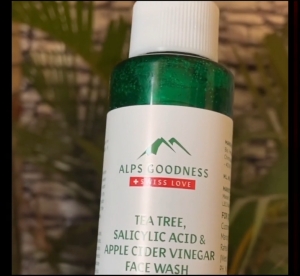 ALPS GOODNESS
SWISS LOVE
TEA TREE,
SALICYLIC ACID &
APPLE CIDER VINEGAR
FACE WASH